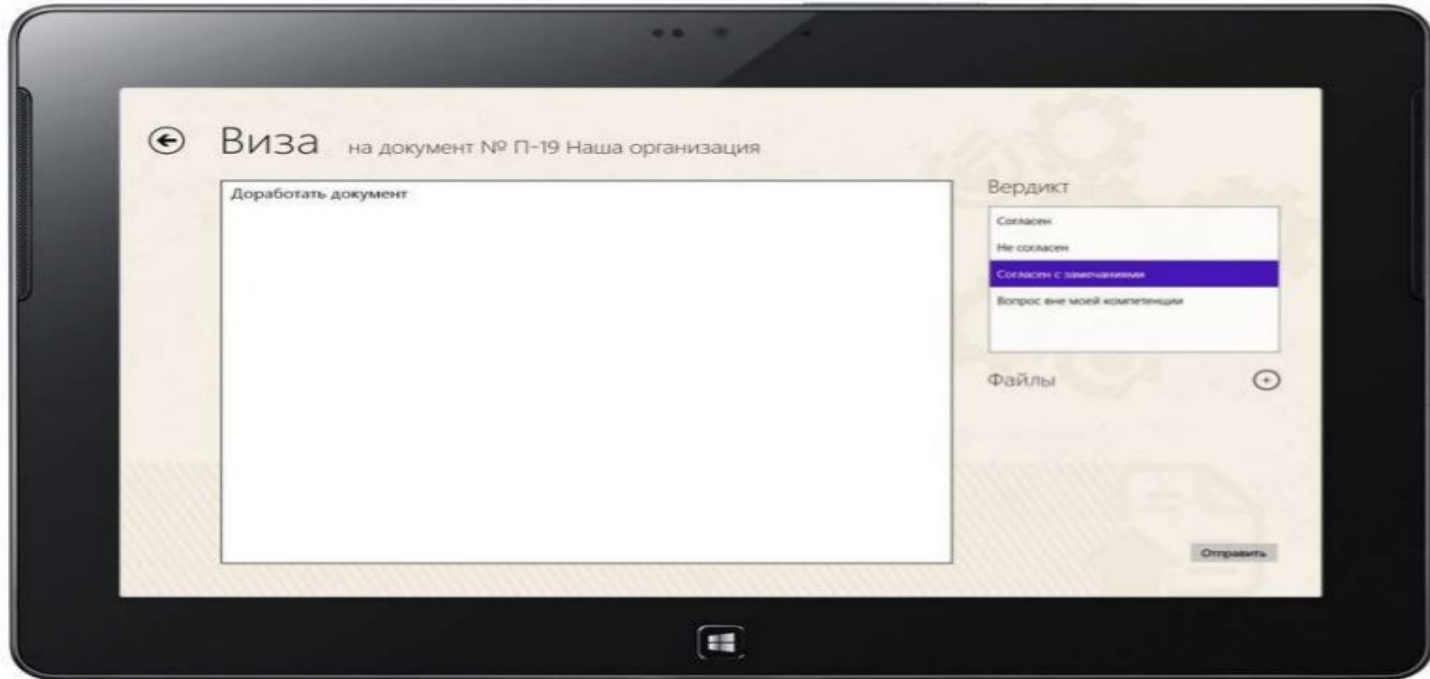 Виза на документ № П-19 Наша организация
Доработать документ
Вердикт
Согласен
Не согласен
Согласен с замечаниями
Вопрос вне моей компетенции
Файлы
Отправить